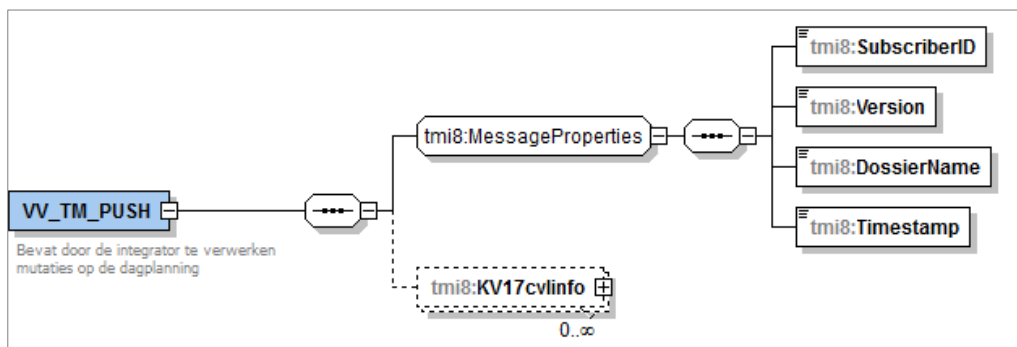 tmi8:SubscriberID
tmi8:Version
tmi8:MessageProperties
tmi8:DossierName
VV_TM_PUSH
tmi8:Timestamp
Bevat door de integrator te verwerken
mutaties op de dagplanning
tmi8:KV17cvlinfo
0..∞